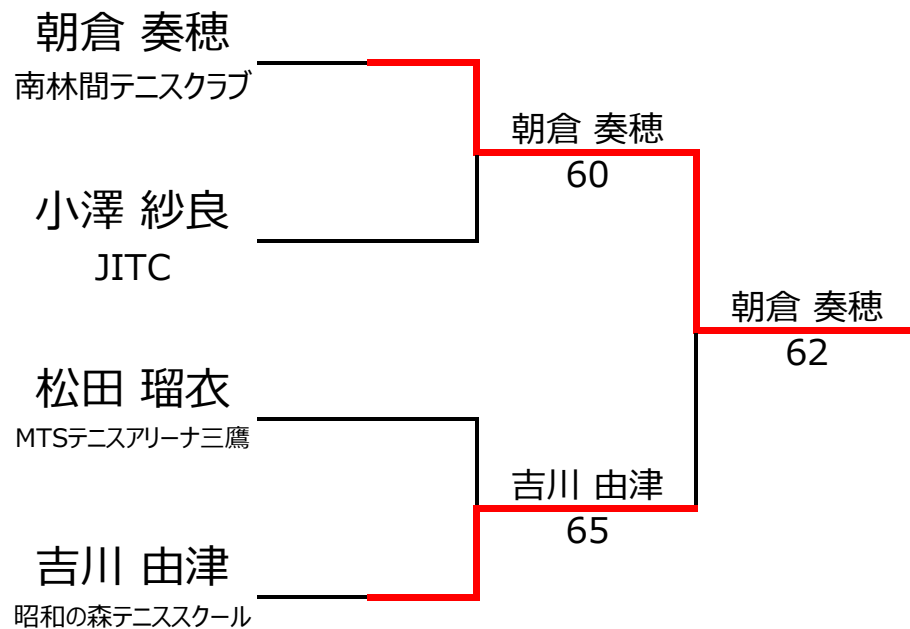 朝倉 奏穂
南林間テニスクラブ
朝倉 奏穂
60
小澤 紗良
JITC
朝倉 奏穂
62
松田 瑠衣
MTSテニスアリーナ三鷹
吉川 由津
65
吉川 由津
昭和の森テニススクール